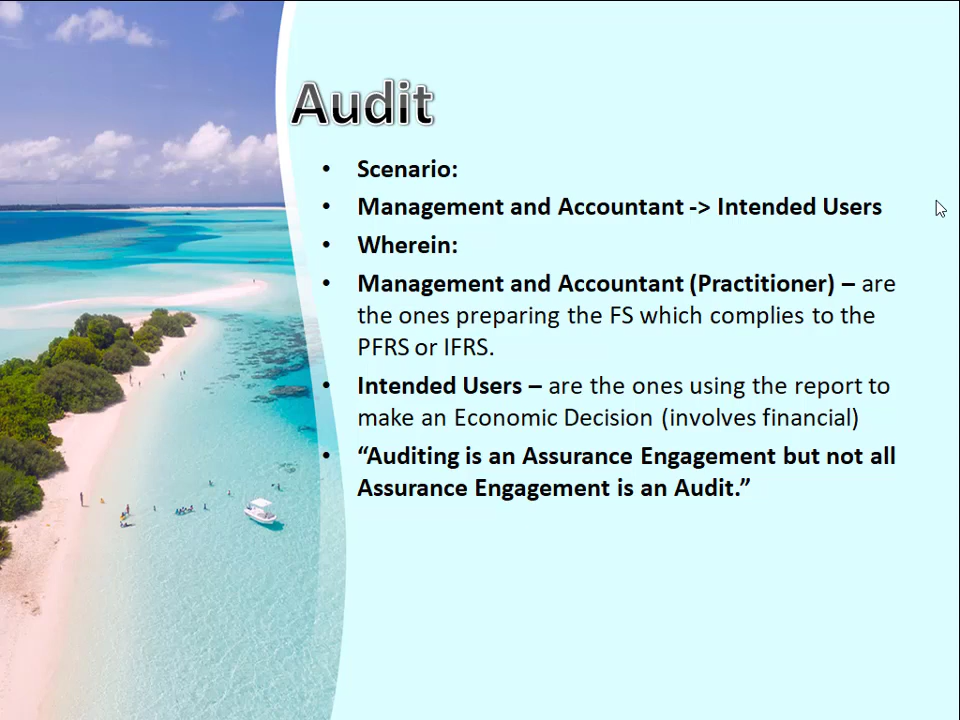 Audit
• Scenario:
• Management and Accountant -> Intended Users
• Wherein:
• Management and Accountant (Practitioner) – are
the ones preparing the FS which complies to the
PFRS or IFRS.
• Intended Users – are the ones using the report to
make an Economic Decision (involves financial)
• “Auditing is an Assurance Engagement but not all
Assurance Engagement is an Audit.”